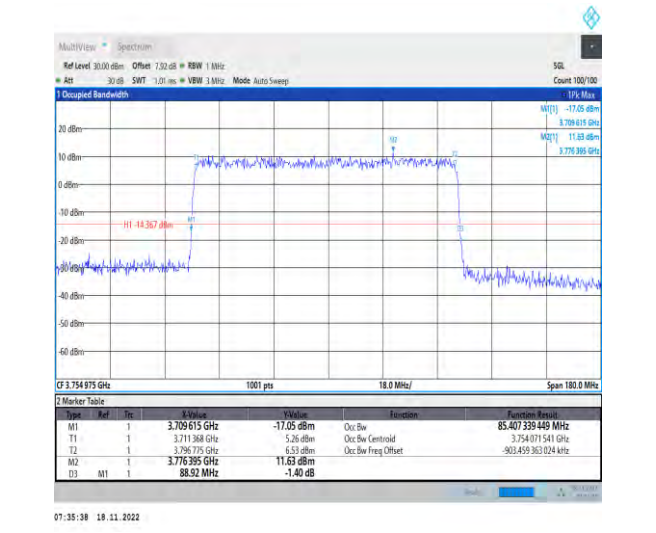 MultiView Spectrum
Ref Level 30.00 dBm Offset 7.92 dB RBW 1 MHz SGL
Att 30 dB SWT 1.01 ms VBW 3 MHz Mode Auto Sweep Count 100/100
1 Occupied Bandwidth 1Pk Max
M1[1] -17.05 dBm
3.709 615 GHz
M2[1] 11.63 dBm
3.776 395 GHz
20 dBm
M2
10 dBm
T1 T2
0 dBm
-10 dBm
M1
H1 -14.367 dBm
D3
-20 dBm
-30 dBm
-40 dBm
-50 dBm
-60 dBm
CF 3.754 975 GHz 1001 pts 18.0 MHz/ Span 180.0 MHz
2 Marker Table
Type Ref Trc X-Value Y-Value Function Function Result
M1 1 3.709 615 GHz -17.05 dBm Occ Bw 85.407 339 449 MHz
T1 1 3.711 368 GHz 5.26 dBm Occ Bw Centroid 3.754 071 541 GHz
T2 1 3.796 775 GHz 6.53 dBm Occ Bw Freq Offset -903.459 363 024 kHz
M2 1 3.776 395 GHz 11.63 dBm
D3 M1 1 88.92 MHz -1.40 dB
07:35:38 18.11.2022